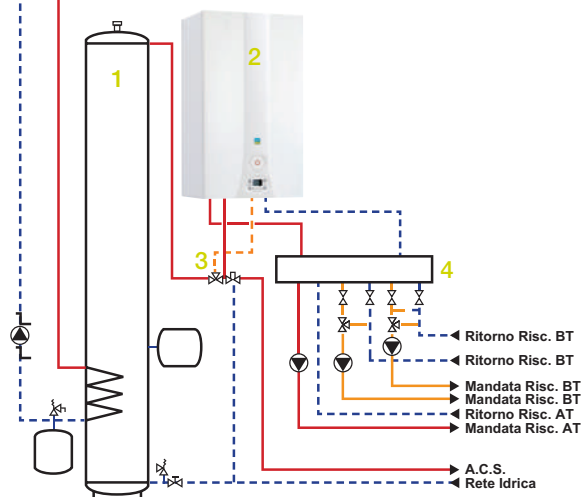 1
2
3
4
Ritorno Risc. BT
Ritorno Risc. BT
Mandata Risc. BT
Mandata Risc. BT
Ritorno Risc. AT
Mandata Risc. AT
A.C.S.
Rete Idrica